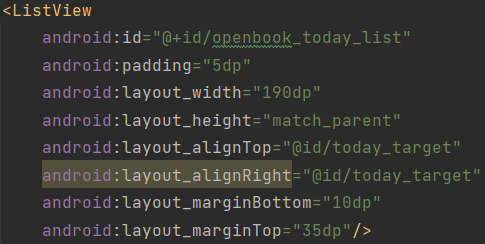 <ListView
android:id="@+id/openbook_today_list"
android:padding="5dp"
android:layout_width="190dp"
android:layout_height="match_parent"
android:layout_alignTop="@id/today_target"
android:layout_alignRight="@id/today_target"
android:layout_marginBottom="10dp"
android:layout_marginTop="35dp"/>